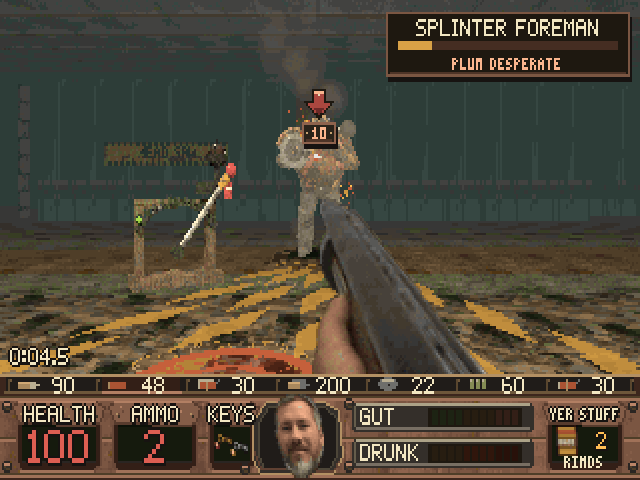 SPLINTER FOREMAN
PLUM DESPERATE
10
0:04.5
90 48 30 200 22 60 30
HEALTH AMMO KEYS GUT YER STUFF
100 2 2
DRUNK RINDS